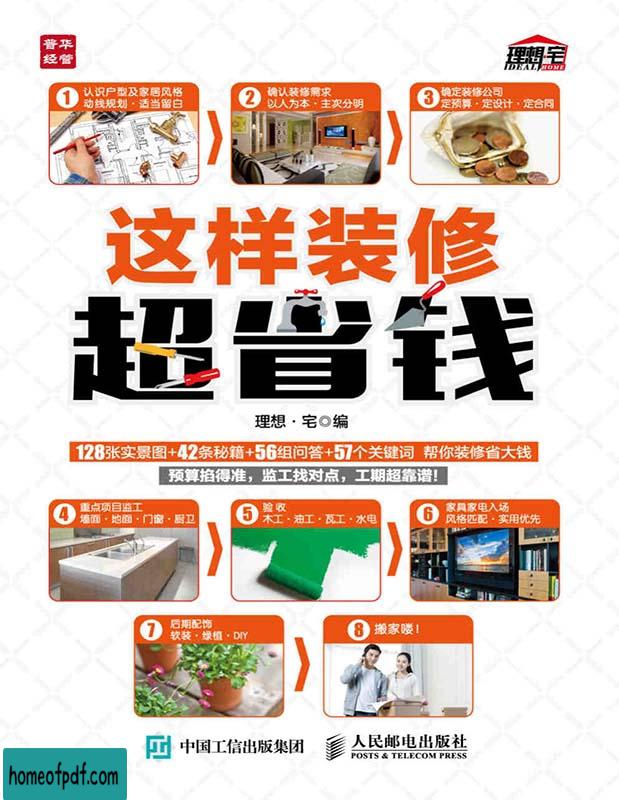 普华
经管
理想·宅
IDEAL HOME
1 认识户型及家居风格
动线规划·适当留白
2 确认装修需求
以人为本·主次分明
3 确定装修公司
定预算·定设计·定合同
这样装修
超省钱
理想·宅◎编
128张实景图+42条秘籍+56组问答+57个关键词 帮你装修省大钱
预算掐得准，监工找对点，工期超靠谱！
4 重点项目监工
墙面·地面·门窗·厨卫
5 验收
木工·油工·瓦工·水电
6 家具家电入场
风格匹配·实用优先
7 后期配饰
软装·绿植·DIY
8 搬家喽！
中国工信出版集团
人民邮电出版社
POSTS & TELECOM PRESS
homeofpdf.com